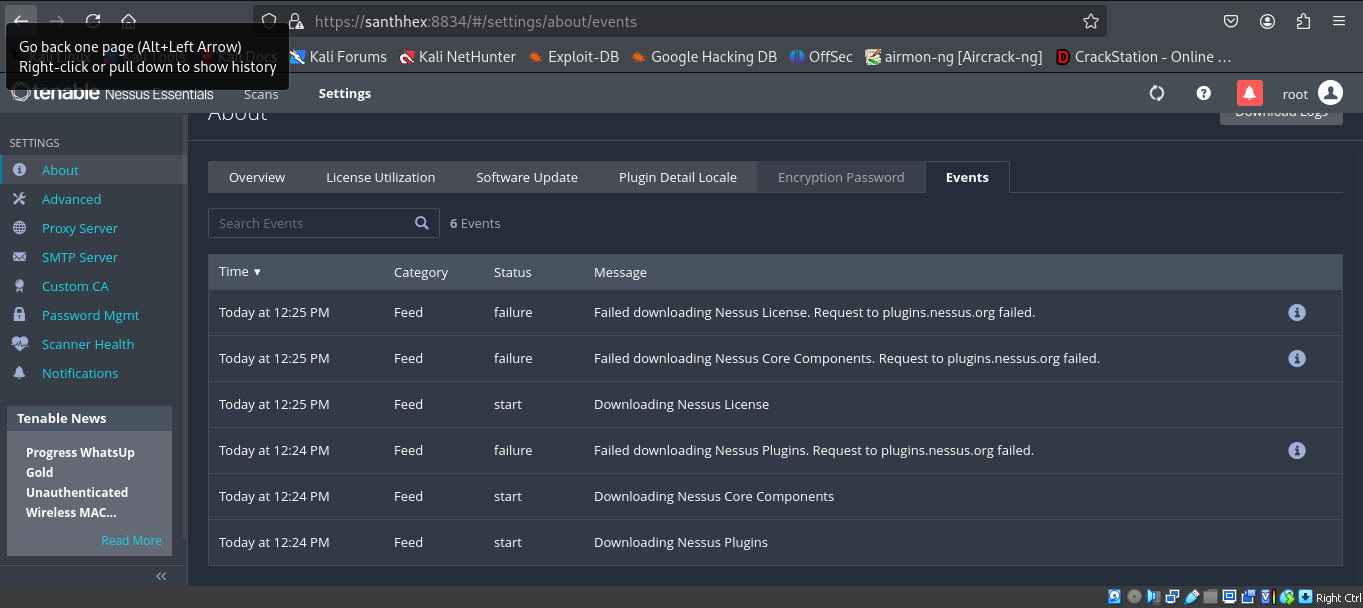 https://santhhex:8834/#/settings/about/events
Go back one page (Alt+Left Arrow)
Right-click or pull down to show history
Kali Forums
Kali NetHunter
Exploit-DB
Google Hacking DB
OffSec
airmon-ng [Aircrack-ng]
CrackStation - Online …
tenable Nessus Essentials
Scans
Settings
root
SETTINGS
About
Advanced
Proxy Server
SMTP Server
Custom CA
Password Mgmt
Scanner Health
Notifications
Tenable News
Progress WhatsUp
Gold
Unauthenticated
Wireless MAC...
Read More
About
Download Logs
Overview
License Utilization
Software Update
Plugin Detail Locale
Encryption Password
Events
Search Events
6 Events
Time ▼ Category Status Message
Today at 12:25 PM Feed failure Failed downloading Nessus License. Request to plugins.nessus.org failed.
Today at 12:25 PM Feed failure Failed downloading Nessus Core Components. Request to plugins.nessus.org failed.
Today at 12:25 PM Feed start Downloading Nessus License
Today at 12:24 PM Feed failure Failed downloading Nessus Plugins. Request to plugins.nessus.org failed.
Today at 12:24 PM Feed start Downloading Nessus Core Components
Today at 12:24 PM Feed start Downloading Nessus Plugins
Right Ctrl